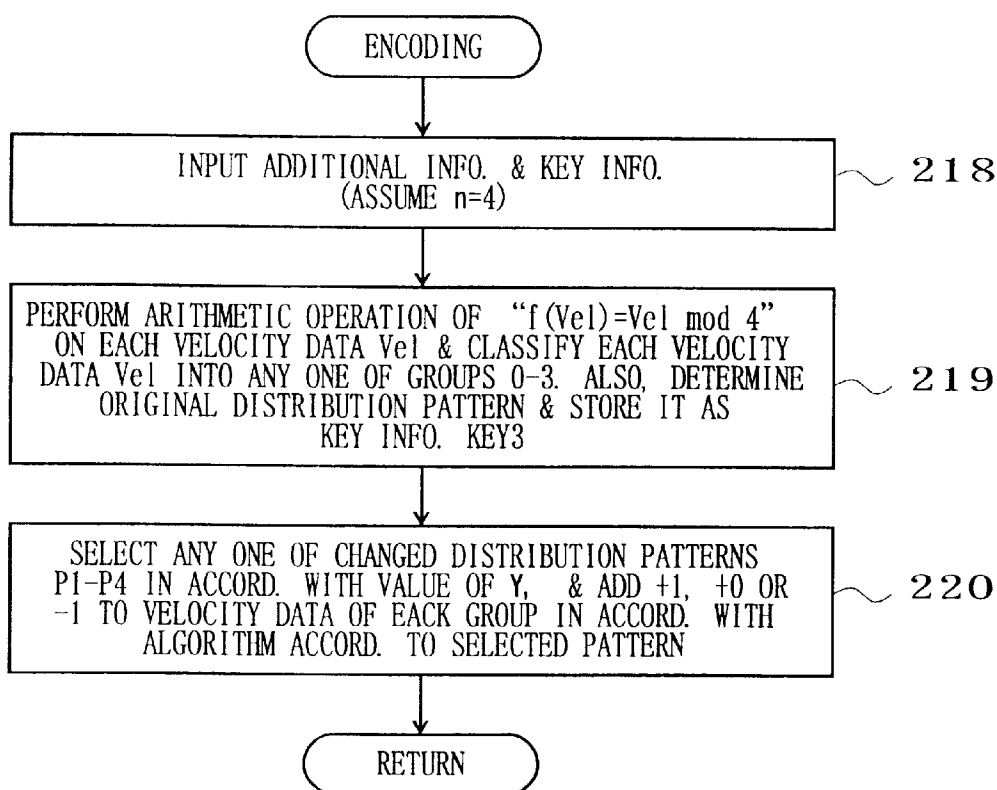 ENCODING
INPUT ADDITIONAL INFO. & KEY INFO.
(ASSUME n=4)
218
PERFORM ARITHMETIC OPERATION OF “f(Vel)=Vel mod 4”
ON EACH VELOCITY DATA Vel & CLASSIFY EACH VELOCITY
DATA Vel INTO ANY ONE OF GROUPS 0-3. ALSO, DETERMINE
ORIGINAL DISTRIBUTION PATTERN & STORE IT AS
KEY INFO. KEY3
219
SELECT ANY ONE OF CHANGED DISTRIBUTION PATTERNS
P1-P4 IN ACCORD. WITH VALUE OF Y, & ADD +1, +0 OR
-1 TO VELOCITY DATA OF EACK GROUP IN ACCORD. WITH
ALGORITHM ACCORD. TO SELECTED PATTERN
220
RETURN